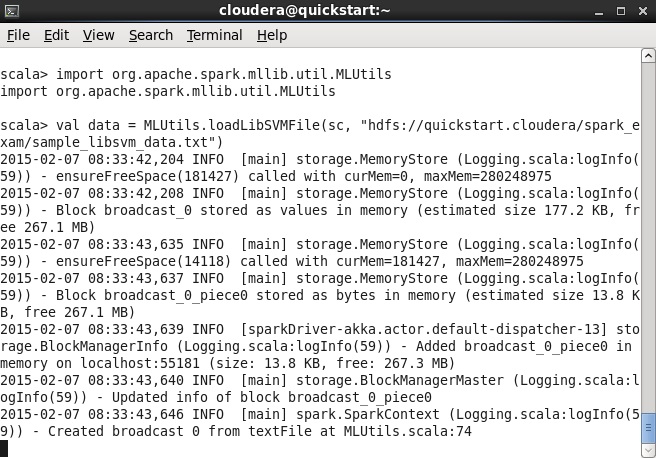 cloudera@quickstart:~
File Edit View Search Terminal Help
scala> import org.apache.spark.mllib.util.MLUtils
import org.apache.spark.mllib.util.MLUtils
scala> val data = MLUtils.loadLibSVMFile(sc, "hdfs://quickstart.cloudera/spark_e
xam/sample_libsvm_data.txt")
2015-02-07 08:33:42,204 INFO  [main] storage.MemoryStore (Logging.scala:logInfo(
59)) - ensureFreeSpace(181427) called with curMem=0, maxMem=280248975
2015-02-07 08:33:42,208 INFO  [main] storage.MemoryStore (Logging.scala:logInfo(
59)) - Block broadcast_0 stored as values in memory (estimated size 177.2 KB, fr
ee 267.1 MB)
2015-02-07 08:33:43,635 INFO  [main] storage.MemoryStore (Logging.scala:logInfo(
59)) - ensureFreeSpace(14118) called with curMem=181427, maxMem=280248975
2015-02-07 08:33:43,637 INFO  [main] storage.MemoryStore (Logging.scala:logInfo(
59)) - Block broadcast_0_piece0 stored as bytes in memory (estimated size 13.8 K
B, free 267.1 MB)
2015-02-07 08:33:43,639 INFO  [sparkDriver-akka.actor.default-dispatcher-13] sto
rage.BlockManagerInfo (Logging.scala:logInfo(59)) - Added broadcast_0_piece0 in
memory on localhost:55181 (size: 13.8 KB, free: 267.3 MB)
2015-02-07 08:33:43,640 INFO  [main] storage.BlockManagerMaster (Logging.scala:l
ogInfo(59)) - Updated info of block broadcast_0_piece0
2015-02-07 08:33:43,646 INFO  [main] spark.SparkContext (Logging.scala:logInfo(5
9)) - Created broadcast 0 from textFile at MLUtils.scala:74